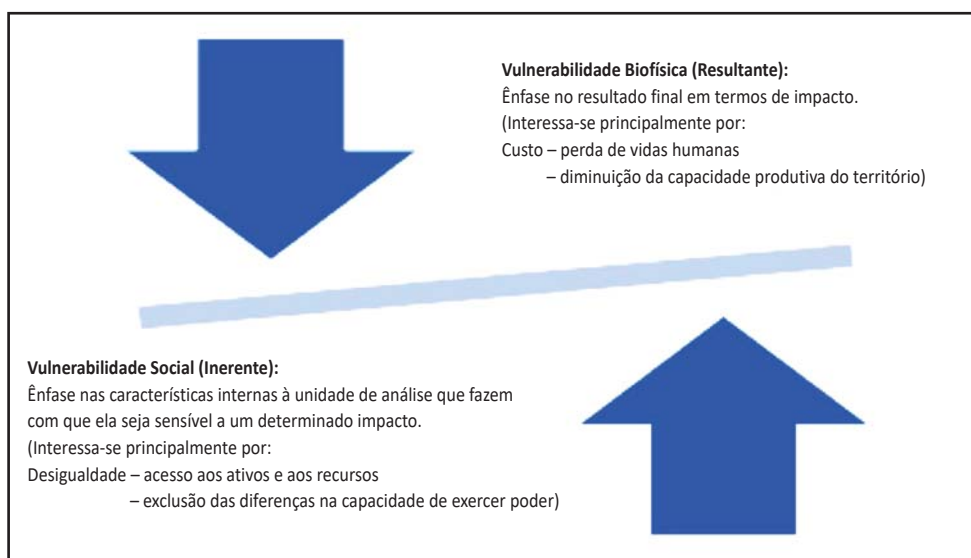 Vulnerabilidade Biofísica (Resultante):
Ênfase no resultado final em termos de impacto.
(Interessa-se principalmente por:
Custo – perda de vidas humanas
– diminuição da capacidade produtiva do território)
Vulnerabilidade Social (Inerente):
Ênfase nas características internas à unidade de análise que fazem
com que ela seja sensível a um determinado impacto.
(Interessa-se principalmente por:
Desigualdade – acesso aos ativos e aos recursos
– exclusão das diferenças na capacidade de exercer poder)